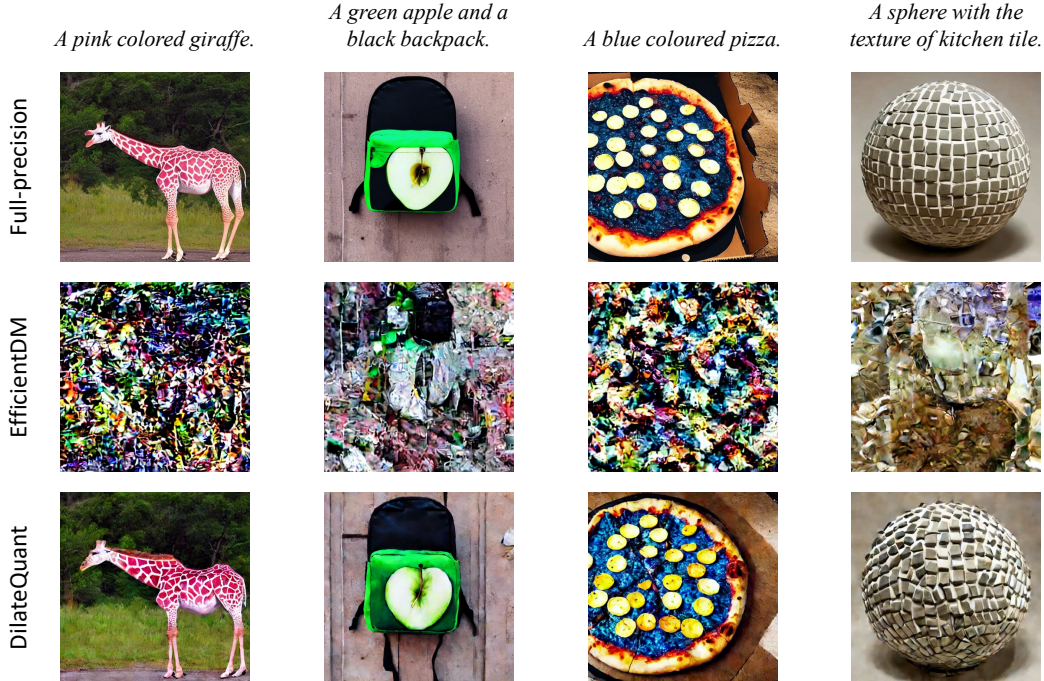 A pink colored giraffe.
A green apple and a
black backpack.
A blue coloured pizza.
A sphere with the
texture of kitchen tile.
Full-precision
EfficientDM
DilateQuant